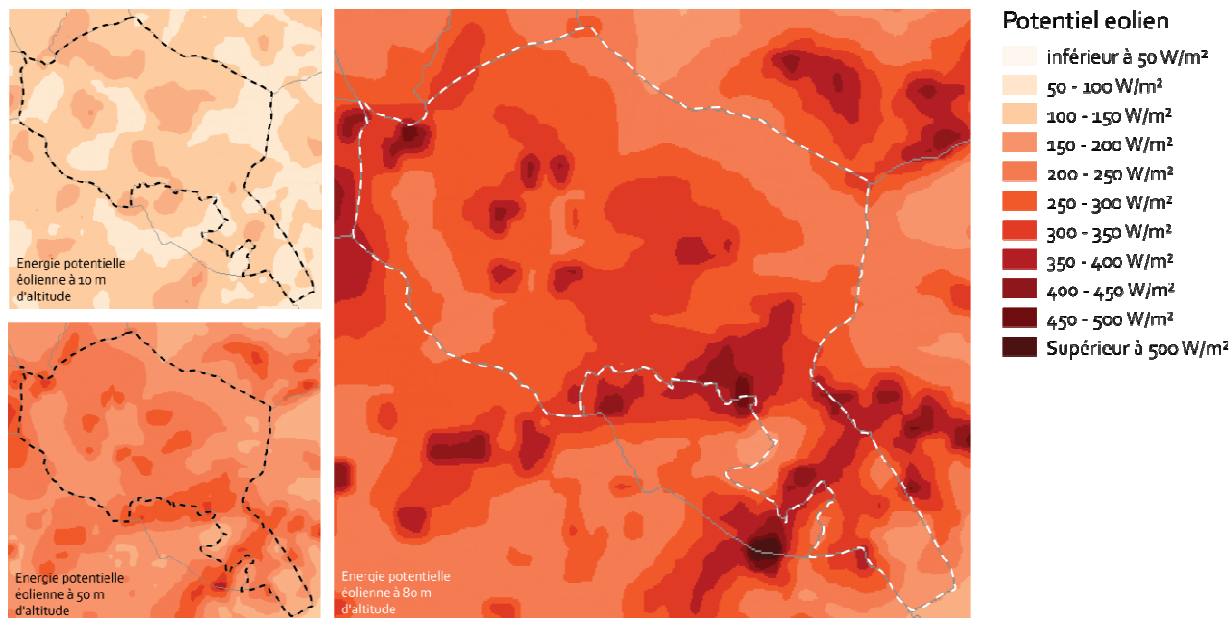 Energie potentielle
éolienne à 10 m
d'altitude
Energie potentielle
éolienne à 50 m
d'altitude
Energie potentielle
éolienne à 80 m
d'altitude
Potentiel eolien
inférieur à 50 W/m²
50 - 100 W/m²
100 - 150 W/m²
150 - 200 W/m²
200 - 250 W/m²
250 - 300 W/m²
300 - 350 W/m²
350 - 400 W/m²
400 - 450 W/m²
450 - 500 W/m²
Supérieur à 500 W/m²